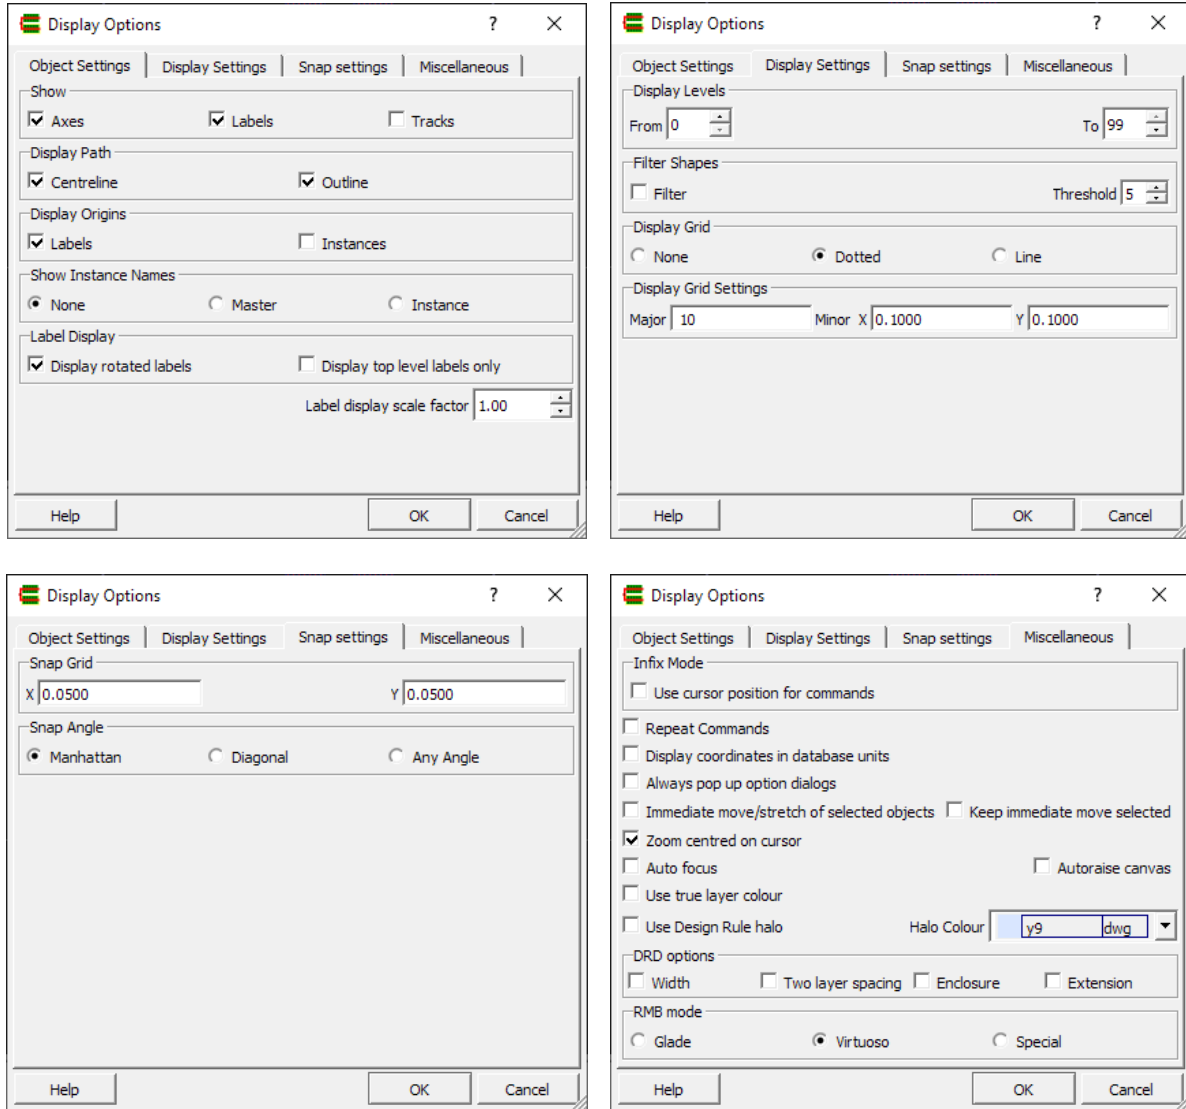 Display Options ?
Object Settings Display Settings Snap settings Miscellaneous
Show
Axes Labels Tracks
Display Path
Centreline Outline
Display Origins
Labels Instances
Show Instance Names
None Master Instance
Label Display
Display rotated labels Display top level labels only
Label display scale factor 1.00
Help OK Cancel
Display Options ?
Object Settings Display Settings Snap settings Miscellaneous
Display Levels
From 0 To 99
Filter Shapes
Filter Threshold 5
Display Grid
None Dotted Line
Display Grid Settings
Major 10 Minor X 0.1000 Y 0.1000
Help OK Cancel
Display Options ?
Object Settings Display Settings Snap settings Miscellaneous
Snap Grid
X 0.0500 Y 0.0500
Snap Angle
Manhattan Diagonal Any Angle
Help OK Cancel
Display Options ?
Object Settings Display Settings Snap settings Miscellaneous
Infix Mode
Use cursor position for commands
Repeat Commands
Display coordinates in database units
Always pop up option dialogs
Immediate move/stretch of selected objects Keep immediate move selected
Zoom centred on cursor
Auto focus Autoraise canvas
Use true layer colour
Use Design Rule halo Halo Colour y9 dwg
DRD options
Width Two layer spacing Enclosure Extension
RMB mode
Glade Virtuoso Special
Help OK Cancel